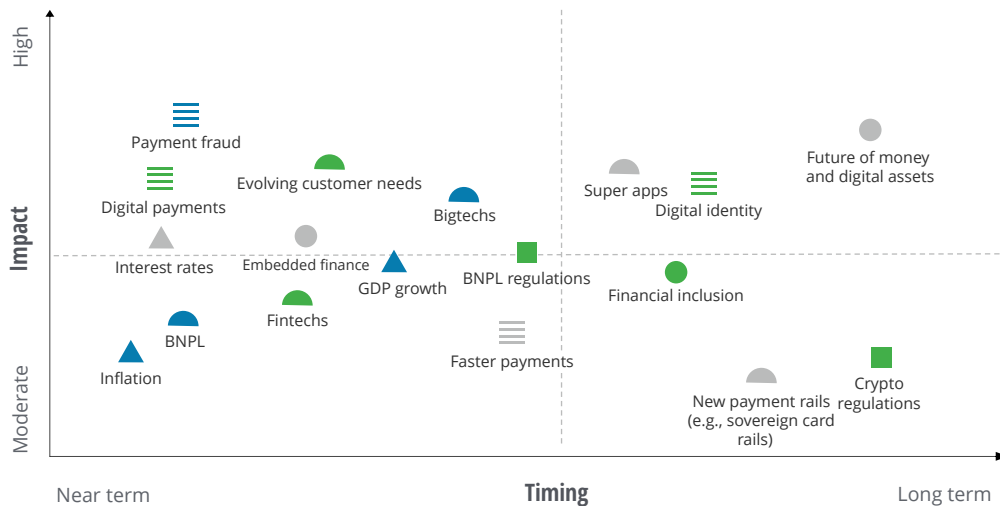 High
Payment fraud
Evolving customer needs
Digital payments
Bigtechs
Super apps
Digital identity
Future of money
and digital assets
Impact
Interest rates
Embedded finance
GDP growth
BNPL regulations
Financial inclusion
Fintechs
BNPL
Inflation
Faster payments
New payment rails
(e.g., sovereign card
rails)
Crypto
regulations
Moderate
Near term
Timing
Long term